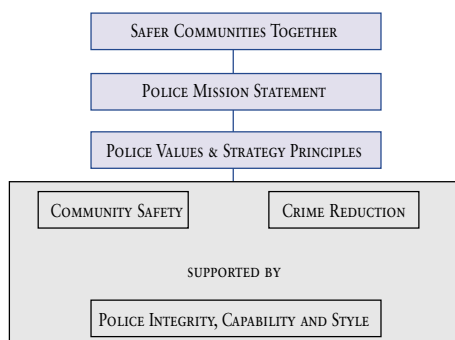 Safer Communities Together
Police Mission Statement
Police Values & Strategy Principles
Community Safety
Crime Reduction
supported by
Police Integrity, Capability and Style